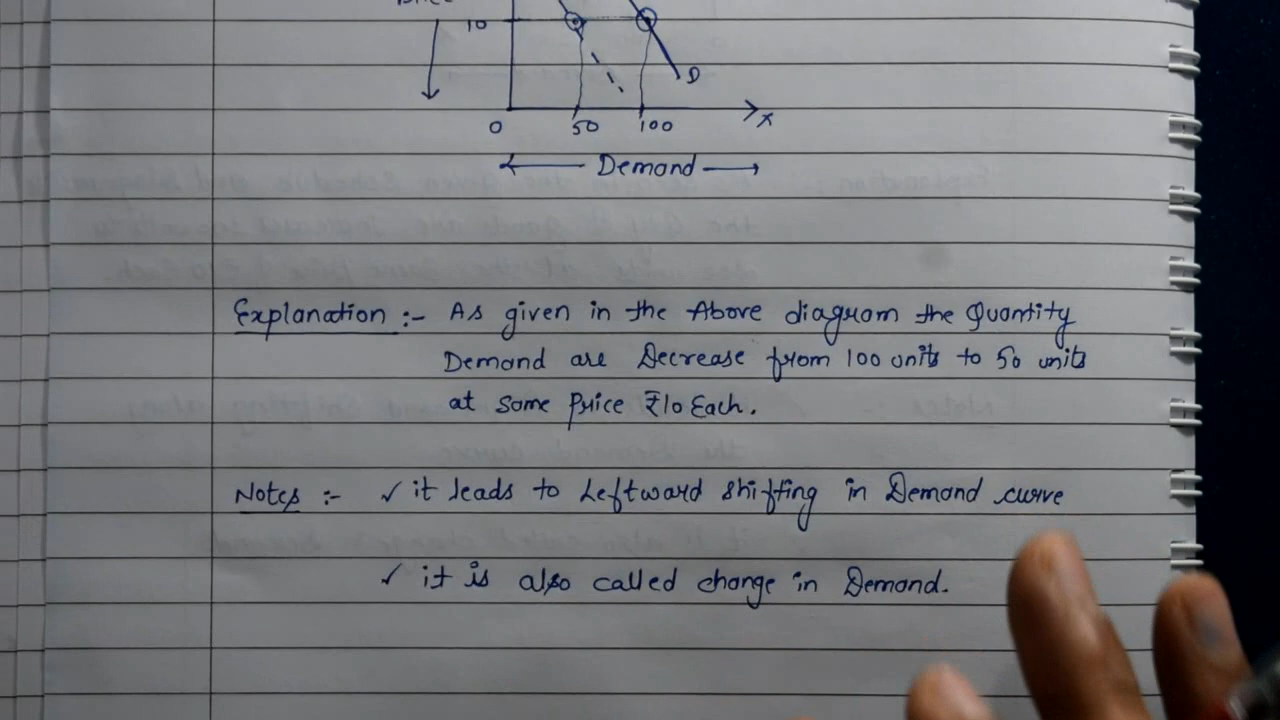 10
D
0 50 100 X
Demand
Explanation :- As given in the Above diagram the Quantity
Demand are Decrease from 100 units to 50 units
at Same Price ₹10 Each.
Notes :- ✓ it leads to Leftward Shifting in Demand curve
✓ it is also called change in Demand.